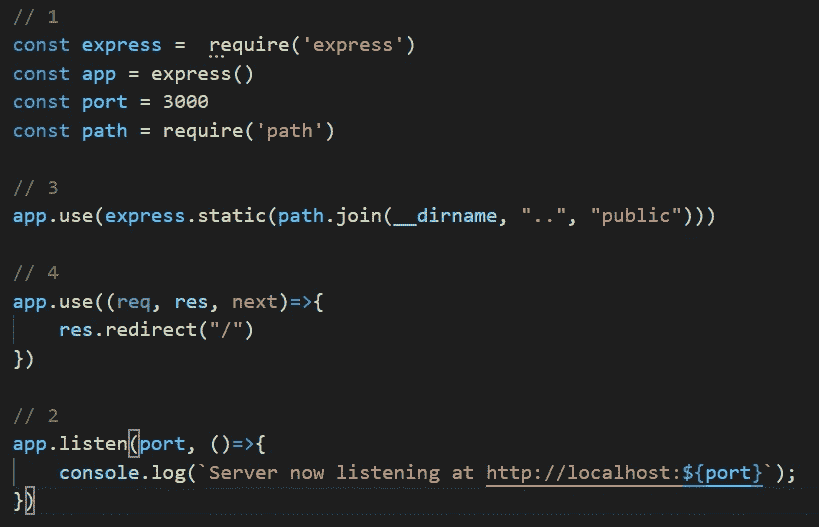 // 1
const express =  require('express')
const app = express()
const port = 3000
const path = require('path')
// 3
app.use(express.static(path.join(__dirname, "..", "public")))
// 4
app.use((req, res, next)=>{
    res.redirect("/")
})
// 2
app.listen(port, ()=>{
    console.log(`Server now listening at http://localhost:${port}`);
})